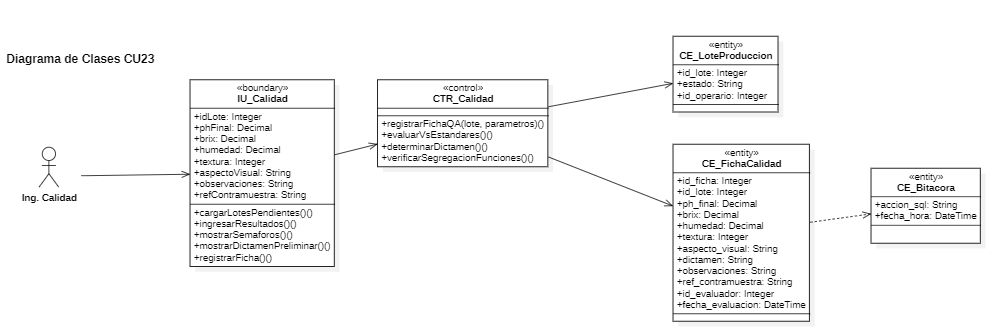 Diagrama de Clases CU23
Ing. Calidad
«boundary»
IU_Calidad
+idLote: Integer
+phFinal: Decimal
+brix: Decimal
+humedad: Decimal
+textura: Integer
+aspectoVisual: String
+observaciones: String
+refContramuestra: String
+cargarLotesPendientes()()
+ingresarResultados()()
+mostrarSemaforos()()
+mostrarDictamenPreliminar()()
+registrarFicha()()
«control»
CTR_Calidad
+registrarFichaQA(lote, parametros)()
+evaluarVsEstandares()()
+determinarDictamen()()
+verificarSegregacionFunciones()()
«entity»
CE_LoteProduccion
+id_lote: Integer
+estado: String
+id_operario: Integer
«entity»
CE_FichaCalidad
+id_ficha: Integer
+id_lote: Integer
+ph_final: Decimal
+brix: Decimal
+humedad: Decimal
+textura: Integer
+aspecto_visual: String
+dictamen: String
+observaciones: String
+ref_contramuestra: String
+id_evaluador: Integer
+fecha_evaluacion: DateTime
«entity»
CE_Bitacora
+accion_sql: String
+fecha_hora: DateTime